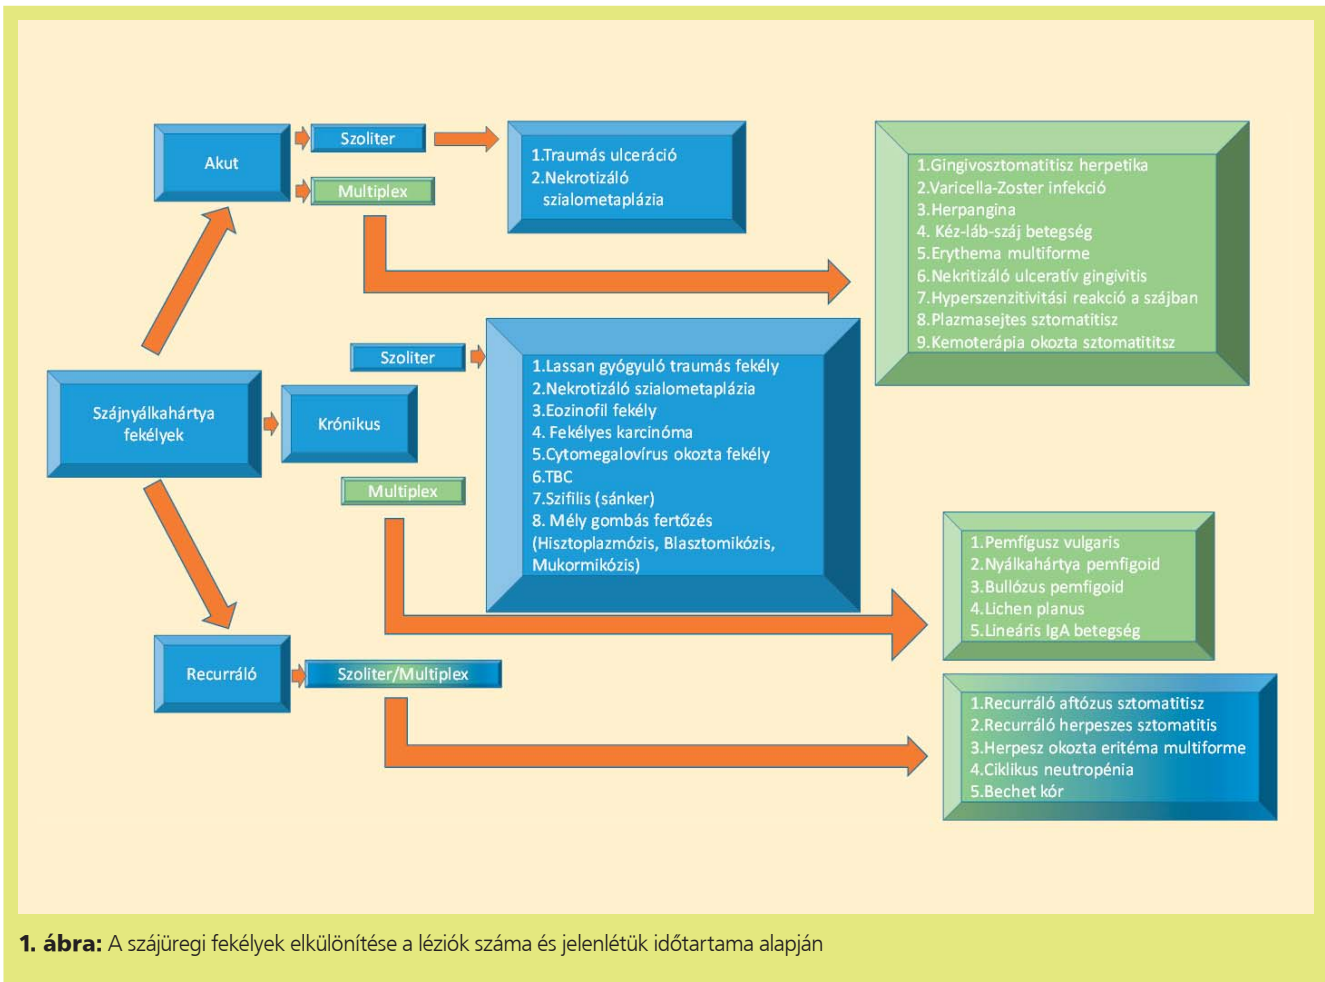 Akut
Szoliter
Multiplex
1.Traumás ulceráció
2.Nekrotizáló
szialometaplázia
1.Gingivosztomatitisz herpetika
2.Varicella-Zoster infekció
3.Herpangina
4. Kéz-láb-száj betegség
5.Erythema multiforme
6.Nekritizáló ulceratív gingivitis
7.Hyperszenzitivitási reakció a szájban
8.Plazmasejtes sztomatitisz
9.Kemoterápia okozta sztomatititsz
Szájnyálkahártya
fekélyek
Krónikus
Szoliter
1.Lassan gyógyuló traumás fekély
2.Nekrotizáló szialometaplázia
3.Eozinofil fekély
4. Fekélyes karcinóma
5.Cytomegalovírus okozta fekély
6.TBC
7.Szifilis (sánker)
8. Mély gombás fertőzés
(Hisztoplazmózis, Blasztomikózis,
Mukormikózis)
Multiplex
1.Pemfígusz vulgaris
2.Nyálkahártya pemfigoid
3.Bullózus pemfigoid
4.Lichen planus
5.Lineáris IgA betegség
Recurráló
Szoliter/Multiplex
1.Recurráló aftózus sztomatitisz
2.Recurráló herpeszes sztomatitis
3.Herpesz okozta eritéma multiforme
4.Ciklikus neutropénia
5.Bechet kór
1. ábra: A szájüregi fekélyek elkülönítése a léziók száma és jelenlétük időtartama alapján